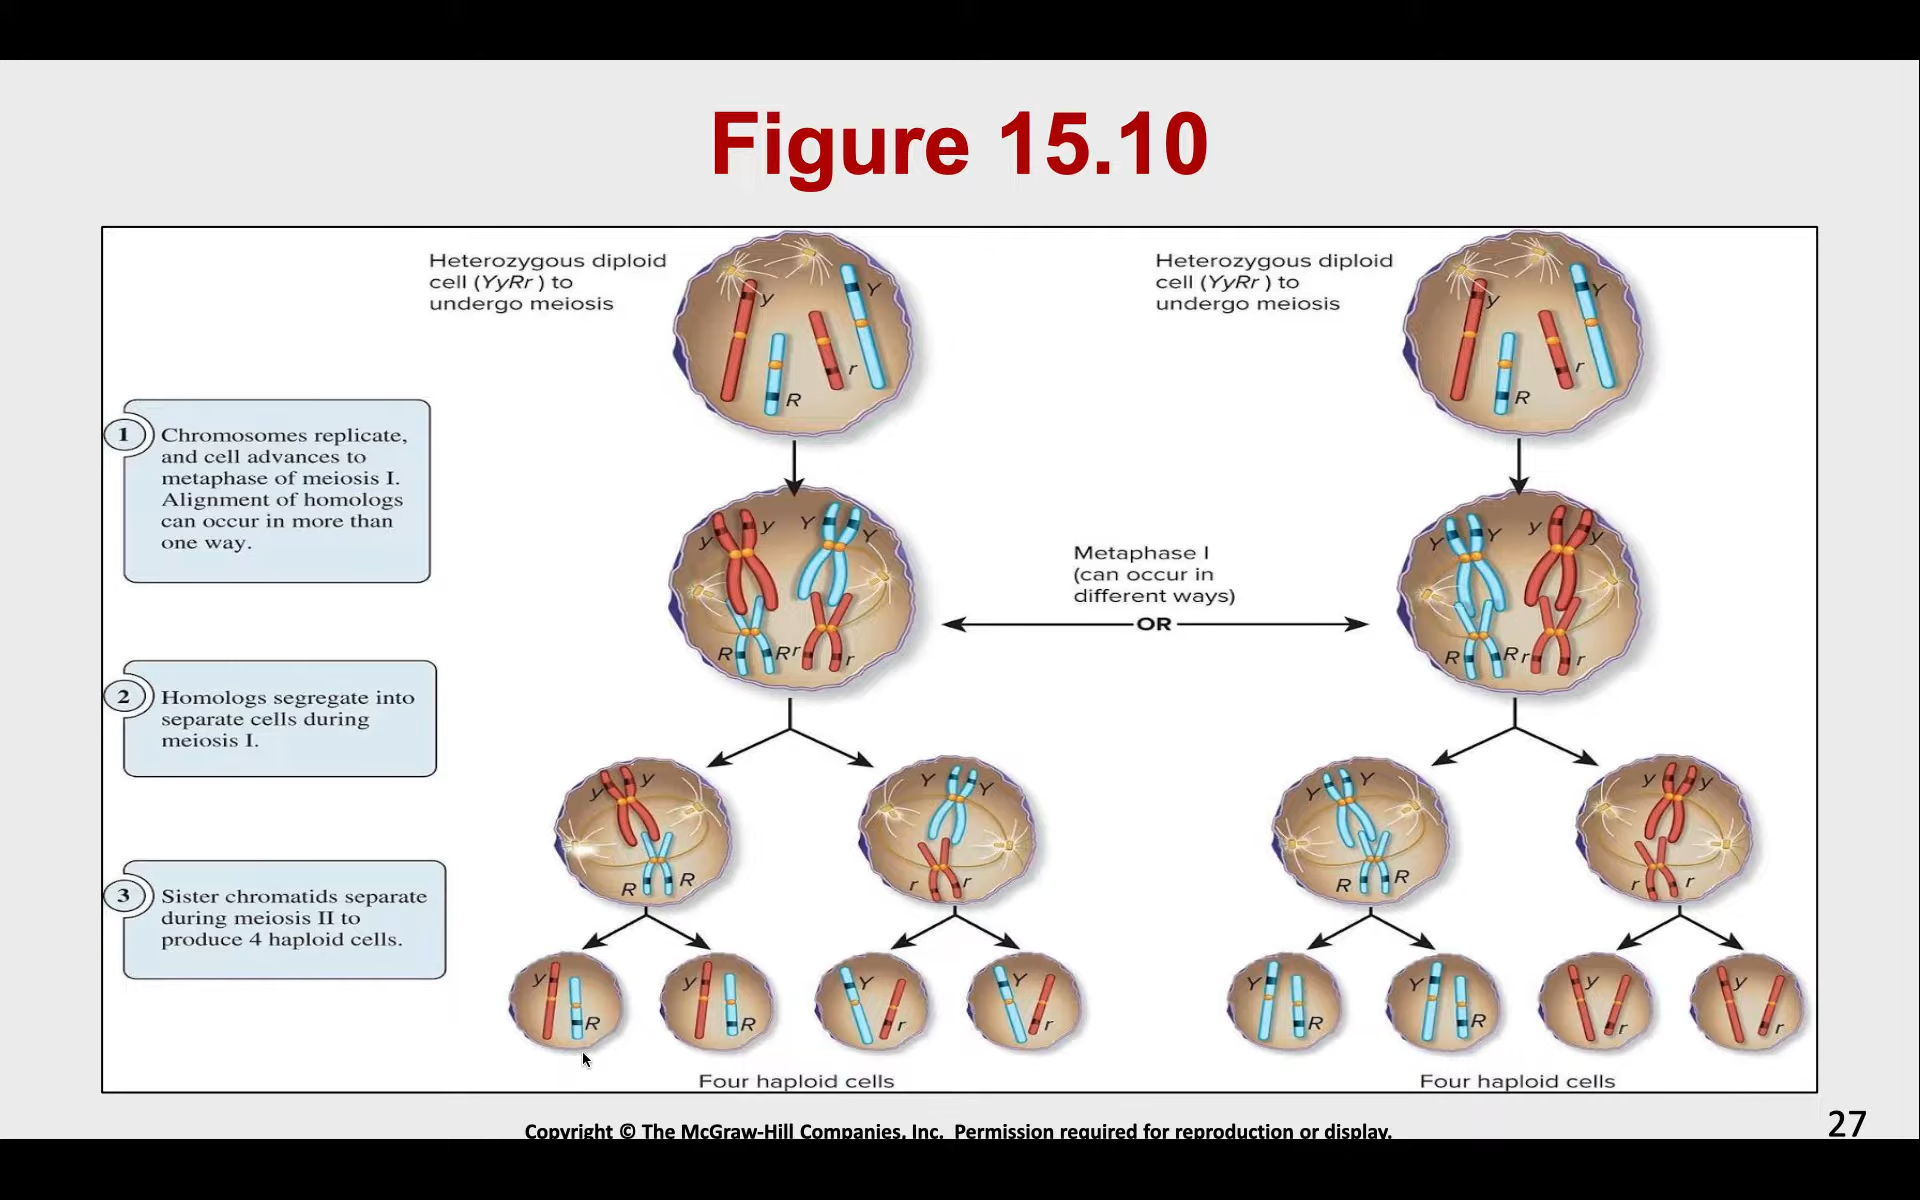 Figure 15.10
Heterozygous diploid
cell (YyRr ) to
undergo meiosis
y
Y
r
R
Heterozygous diploid
cell (YyRr ) to
undergo meiosis
y
Y
r
R
1
Chromosomes replicate,
and cell advances to
metaphase of meiosis I.
Alignment of homologs
can occur in more than
one way.
y y Y Y
R R r r
Metaphase I
(can occur in
different ways)
OR
Y Y y y
R R r r
2
Homologs segregate into
separate cells during
meiosis I.
y y
R R
Y Y
r r
Y Y
R R
y y
r r
3
Sister chromatids separate
during meiosis II to
produce 4 haploid cells.
y R
y R
Y r
Y r
Y R
Y R
y r
y r
Four haploid cells
Four haploid cells
Copyright © The McGraw-Hill Companies, Inc. Permission required for reproduction or display.
27